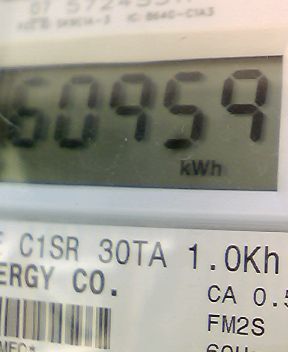 60959
kWh
C1SR 30TA 1.0Kh
ERGY CO.
CA 0.5
FM2S